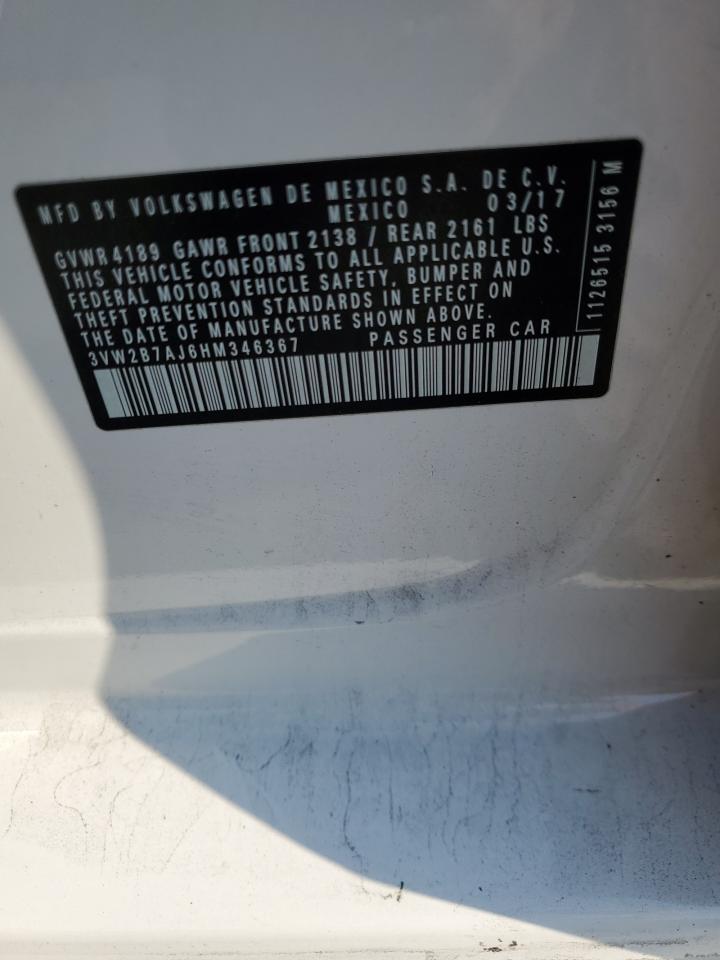 MFD BY VOLKSWAGEN DE MEXICO S.A. DE C.V.
MEXICO 03/17
GVWR 4189 GAWR FRONT 2138 / REAR 2161 LBS
THIS VEHICLE CONFORMS TO ALL APPLICABLE U.S.
FEDERAL MOTOR VEHICLE SAFETY, BUMPER AND
THEFT PREVENTION STANDARDS IN EFFECT ON
THE DATE OF MANUFACTURE SHOWN ABOVE.
3VW2B7AJ6HM346367 PASSENGER CAR
1126515 3156 M